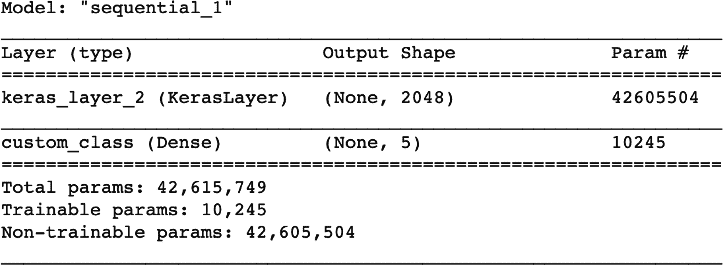 Model: "sequential_1"
Layer (type) Output Shape Param #
keras_layer_2 (KerasLayer) (None, 2048) 42605504
custom_class (Dense) (None, 5) 10245
Total params: 42,615,749
Trainable params: 10,245
Non-trainable params: 42,605,504